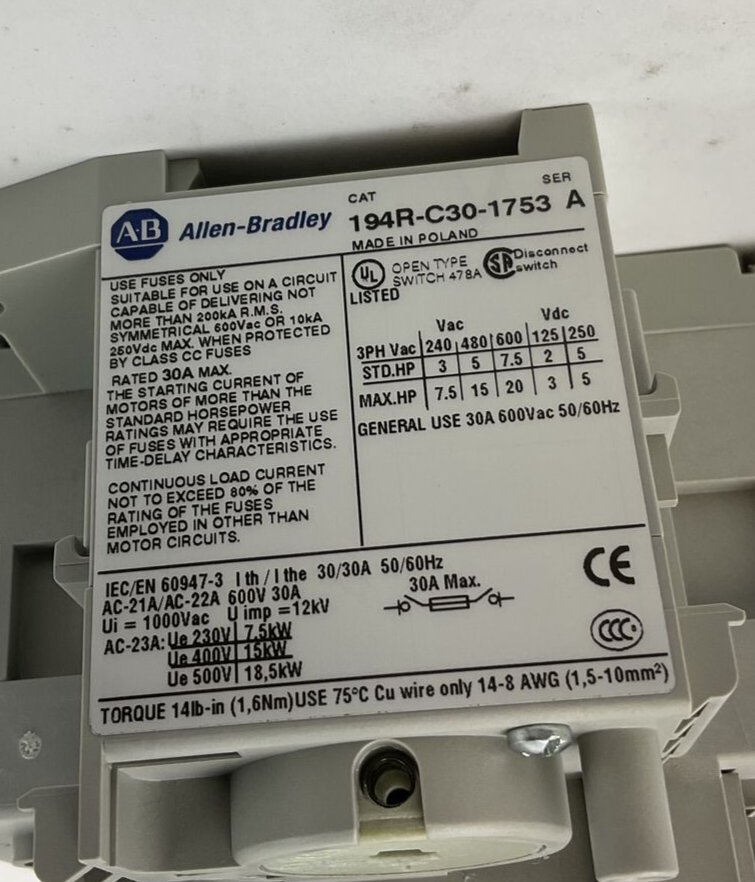 A·B Allen-Bradley
CAT
194R-C30-1753
SER
A
MADE IN POLAND
USE FUSES ONLY
SUITABLE FOR USE ON A CIRCUIT
CAPABLE OF DELIVERING NOT
MORE THAN 200kA R.M.S.
SYMMETRICAL 600Vac OR 10kA
250Vdc MAX. WHEN PROTECTED
BY CLASS CC FUSES
RATED 30A MAX.
THE STARTING CURRENT OF
MOTORS OF MORE THAN THE
STANDARD HORSEPOWER
RATINGS MAY REQUIRE THE USE
OF FUSES WITH APPROPRIATE
TIME-DELAY CHARACTERISTICS.
CONTINUOUS LOAD CURRENT
NOT TO EXCEED 80% OF THE
RATING OF THE FUSES
EMPLOYED IN OTHER THAN
MOTOR CIRCUITS.
UL
LISTED
OPEN TYPE
SWITCH 478A
SA
Disconnect
switch
Vac Vdc
3PH Vac 240 480 600 125 250
STD.HP 3 5 7.5 2 5
MAX.HP 7.5 15 20 3 5
GENERAL USE 30A 600Vac 50/60Hz
IEC/EN 60947-3 I th / I the 30/30A 50/60Hz
AC-21A/AC-22A 600V 30A
Ui = 1000Vac U imp =12kV
AC-23A: Ue 230V 7,5kW
Ue 400V 15kW
Ue 500V 18,5kW
30A Max.
CE
CCC
TORQUE 14lb-in (1,6Nm) USE 75°C Cu wire only 14-8 AWG (1,5-10mm²)